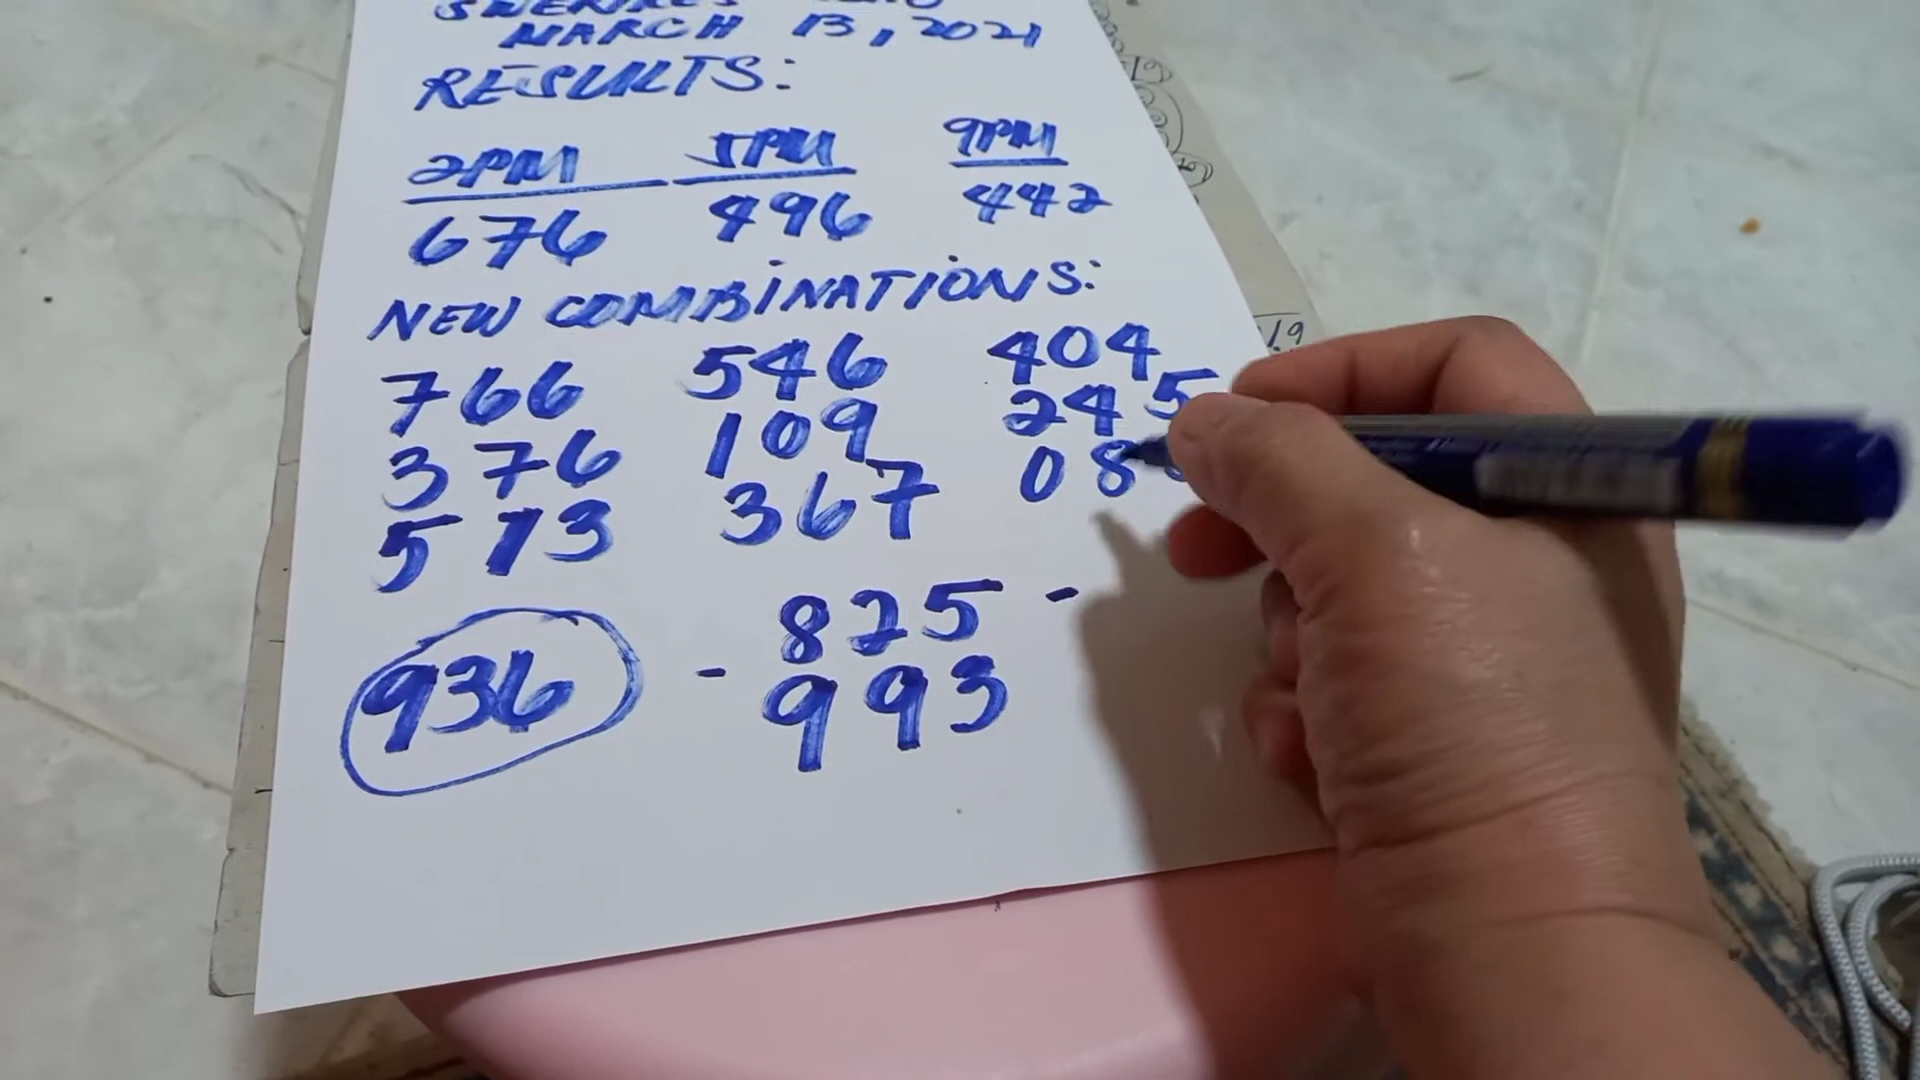 MARCH 13, 2021
RESULTS:
2PM 5PM 9PM
676 496 442
NEW COMBINATIONS:
766 546 404
376 109 245
573 367 08
825 -
936 - 993